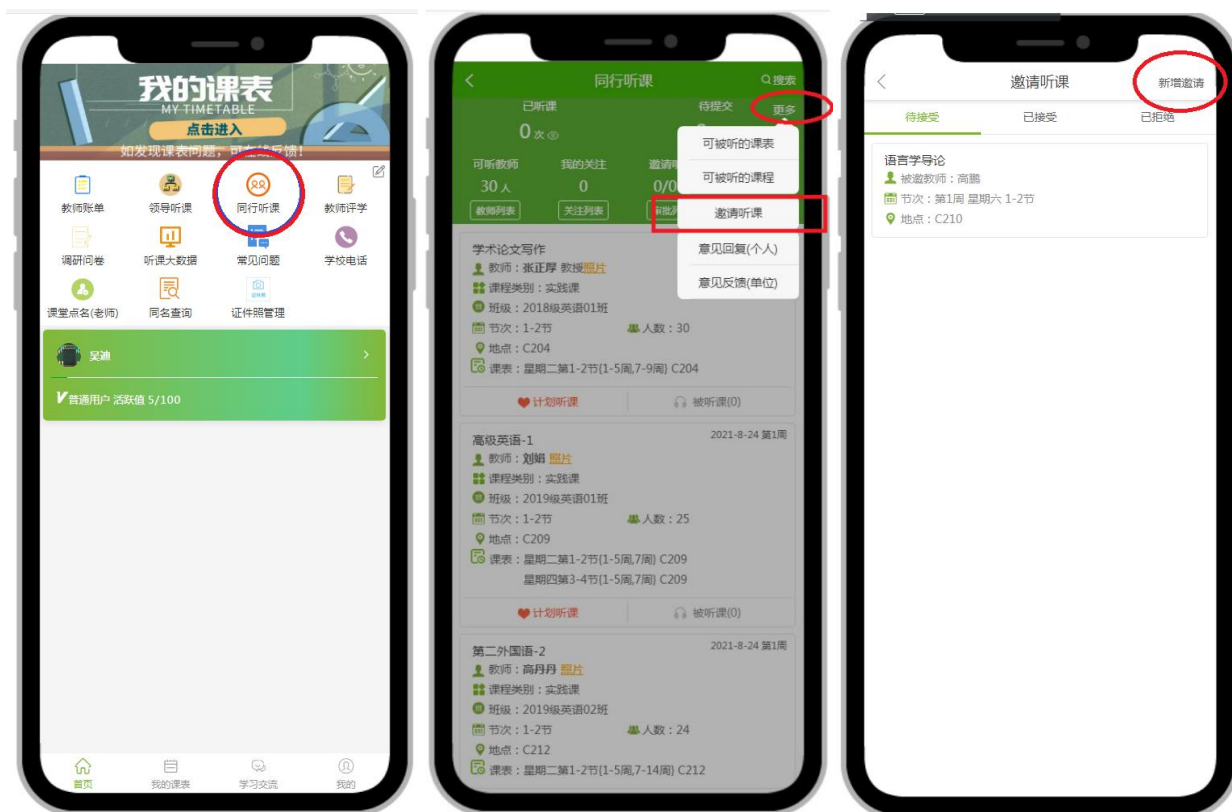 我的课表
MY TIMETABLE
点击
进入
如发现课表问题，可在线反馈！
教师账单
领导听课
同行听课
教师评学
调研问卷
听课大数据
常见问题
学校电话
课堂点名(老师)
同名查询
证件照管理
吴迪
普通用户 活跃值 5/100
首页
我的课表
学习交流
我的
同行听课
搜索
已听课
待提交
更多
0 次
可听教师
我的关注
邀请听
30 人
0
0/0
教师列表
关注列表
审批列
可被听的课表
可被听的课程
邀请听课
意见回复(个人)
意见反馈(单位)
学术论文写作
教师：张正厚 教授照片
课程类别：实践课
班级：2018级英语01班
节次：1-2节 人数：30
地点：C204
课表：星期二第1-2节{1-5周,7-9周} C204
计划听课 被听课(0)
高级英语-1 2021-8-24 第1周
教师：刘娟 照片
课程类别：实践课
班级：2019级英语01班
节次：1-2节 人数：25
地点：C209
课表：星期二第1-2节{1-5周,7周} C209
星期四第3-4节{1-5周,7周} C209
计划听课 被听课(0)
第二外国语-2 2021-8-24 第1周
教师：高丹丹 照片
课程类别：实践课
班级：2019级英语02班
节次：1-2节 人数：24
地点：C212
课表：星期二第1-2节{1-5周,7-14周} C212
邀请听课
新增邀请
待接受
已接受
已拒绝
语言学导论
被邀教师：高鹏
节次：第1周 星期六 1-2节
地点：C210